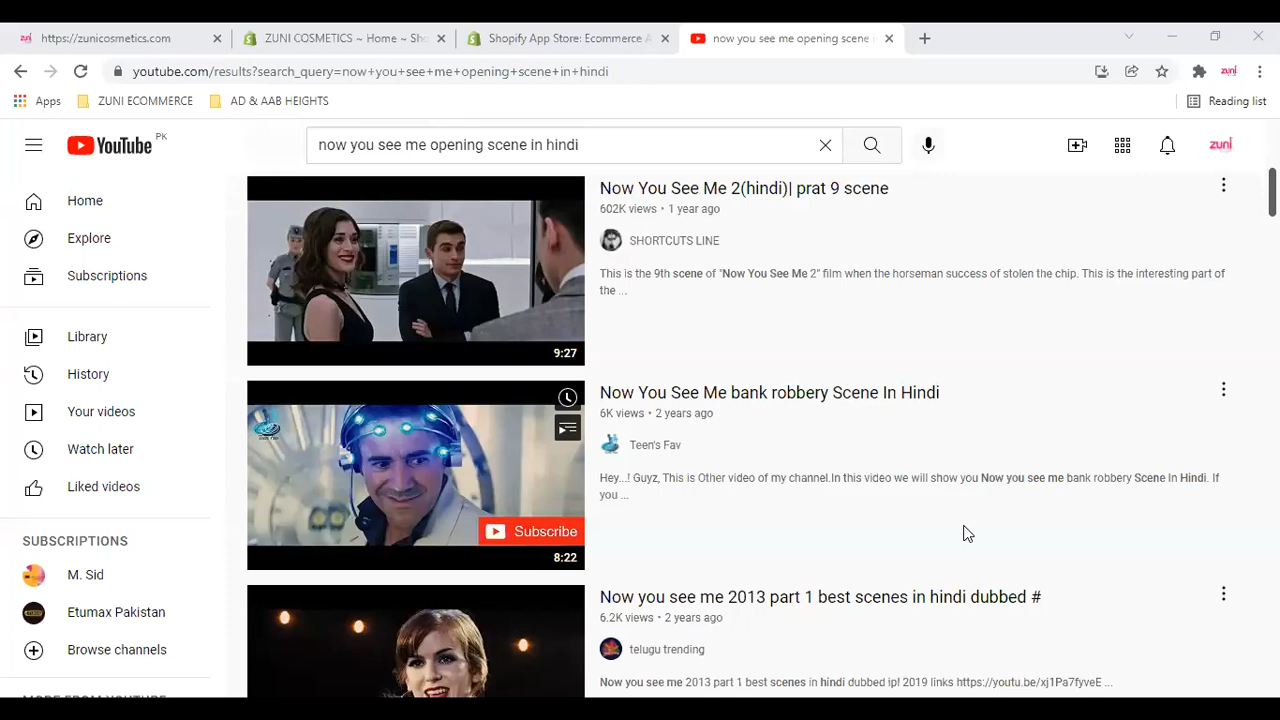 zuni https://zunicosmetics.com
ZUNI COSMETICS ~ Home ~ Sho
Shopify App Store: Ecommerce A
now you see me opening scene i
youtube.com/results?search_query=now+you+see+me+opening+scene+in+hindi
zuni
Apps
ZUNI ECOMMERCE
AD & AAB HEIGHTS
Reading list
YouTube PK
now you see me opening scene in hindi
zuni
Home
Explore
Subscriptions
Library
History
Your videos
Watch later
Liked videos
SUBSCRIPTIONS
M. Sid
Etumax Pakistan
Browse channels
MORE FROM YOUTUBE
9:27
Now You See Me 2(hindi)| prat 9 scene
602K views • 1 year ago
SHORTCUTS LINE
This is the 9th scene of "Now You See Me 2" film when the horseman success of stolen the chip. This is the interesting part of
the ...
Subscribe
8:22
Now You See Me bank robbery Scene In Hindi
6K views • 2 years ago
Teen's Fav
Hey...! Guyz, This is Other video of my channel.In this video we will show you Now you see me bank robbery Scene In Hindi. If
you ...
Now you see me 2013 part 1 best scenes in hindi dubbed #
6.2K views • 2 years ago
telugu trending
Now you see me 2013 part 1 best scenes in hindi dubbed ip! 2019 links https://youtu.be/xj1Pa7fyveE ...